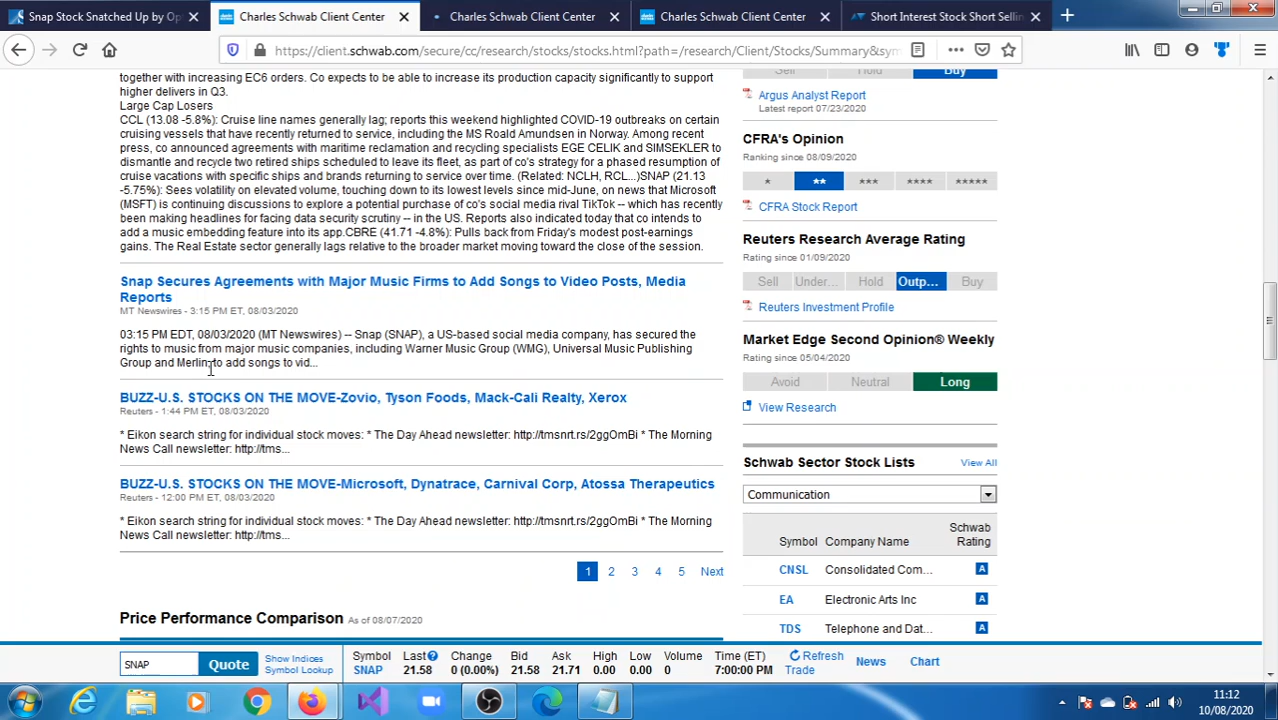 Snap Stock Snatched Up by Op
Charles Schwab Client Center
Charles Schwab Client Center
Charles Schwab Client Center
Short Interest Stock Short Sellin
https://client.schwab.com/secure/cc/research/stocks/stocks.html?path=/research/Client/Stocks/Summary&sym
together with increasing EC6 orders. Co expects to be able to increase its production capacity significantly to support
higher delivers in Q3.
Large Cap Losers
CCL (13.08 -5.8%): Cruise line names generally lag; reports this weekend highlighted COVID-19 outbreaks on certain
cruising vessels that have recently returned to service, including the MS Roald Amundsen in Norway. Among recent
press, co announced agreements with maritime reclamation and recycling specialists EGE CELIK and SIMSEKLER to
dismantle and recycle two retired ships scheduled to leave its fleet, as part of co's strategy for a phased resumption of
cruise vacations with specific ships and brands returning to service over time. (Related: NCLH, RCL...)SNAP (21.13
-5.75%): Sees volatility on elevated volume, touching down to its lowest levels since mid-June, on news that Microsoft
(MSFT) is continuing discussions to explore a potential purchase of co's social media rival TikTok -- which has recently
been making headlines for facing data security scrutiny -- in the US. Reports also indicated today that co intends to
add a music embedding feature into its app.CBRE (41.71 -4.8%): Pulls back from Friday's modest post-earnings
gains. The Real Estate sector generally lags relative to the broader market moving toward the close of the session.
Snap Secures Agreements with Major Music Firms to Add Songs to Video Posts, Media
Reports
MT Newswires - 3:15 PM ET, 08/03/2020
03:15 PM EDT, 08/03/2020 (MT Newswires) -- Snap (SNAP), a US-based social media company, has secured the
rights to music from major music companies, including Warner Music Group (WMG), Universal Music Publishing
Group and Merlin to add songs to vid...
BUZZ-U.S. STOCKS ON THE MOVE-Zovio, Tyson Foods, Mack-Cali Realty, Xerox
Reuters - 1:44 PM ET, 08/03/2020
* Eikon search string for individual stock moves: * The Day Ahead newsletter: http://tmsnrt.rs/2ggOmBi * The Morning
News Call newsletter: http://tms...
BUZZ-U.S. STOCKS ON THE MOVE-Microsoft, Dynatrace, Carnival Corp, Atossa Therapeutics
Reuters - 12:00 PM ET, 08/03/2020
* Eikon search string for individual stock moves: * The Day Ahead newsletter: http://tmsnrt.rs/2ggOmBi * The Morning
News Call newsletter: http://tms...
1 2 3 4 5 Next
Price Performance Comparison As of 08/07/2020
Sell Hold Buy
Argus Analyst Report
Latest report 07/23/2020
CFRA's Opinion
Ranking since 08/09/2020
* ** *** **** *****
CFRA Stock Report
Reuters Research Average Rating
Rating since 01/09/2020
Sell Under... Hold Outp... Buy
Reuters Investment Profile
Market Edge Second Opinion® Weekly
Rating since 05/04/2020
Avoid Neutral Long
View Research
Schwab Sector Stock Lists View All
Communication
Symbol Company Name Schwab Rating
CNSL Consolidated Com... A
EA Electronic Arts Inc A
TDS Telephone and Dat... A
SNAP Quote
Show Indices
Symbol Lookup
Symbol Last Change Bid Ask High Low Volume Time (ET) Refresh
SNAP 21.58 0 (0.00%) 21.58 21.71 0.00 0.00 0 7:00:00 PM Trade
News Chart
11:12
10/08/2020